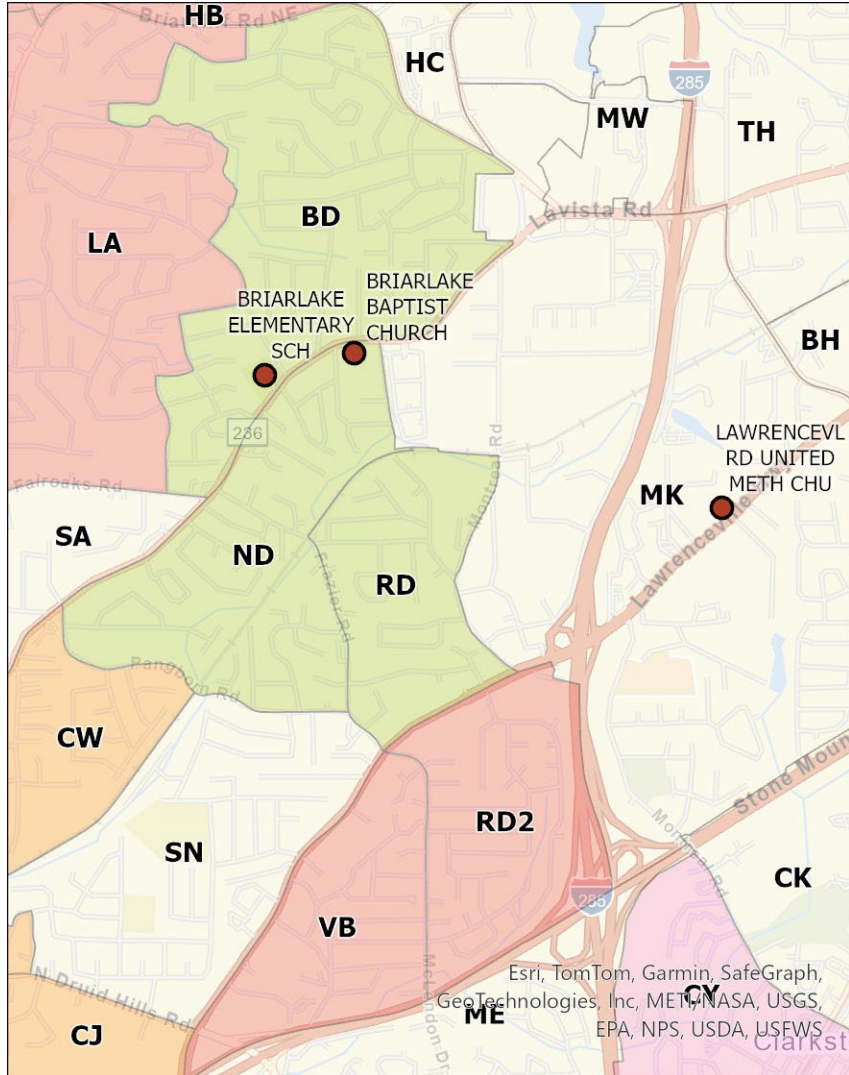 HB
Briarcliff Rd NE
HC
285
MW
TH
BD
Lavista Rd
LA
BRIARLAKE
ELEMENTARY
SCH
BRIARLAKE
BAPTIST
CHURCH
BH
236
Montreal Rd
LAWRENCEVL
RD UNITED
METH CHU
Fairoaks Rd
MK
SA
ND
Frazier Rd
RD
Lawrenceville Hwy
Pangborn Rd
CW
Stone Moun
RD2
SN
Montreal Rd
CK
285
VB
N Druid Hills Rd
McLendon Dr
Esri, TomTom, Garmin, SafeGraph,
GeoTechnologies, Inc, METI/NASA, USGS,
EPA, NPS, USDA, USFWS
CY
ME
CJ
Clarkst